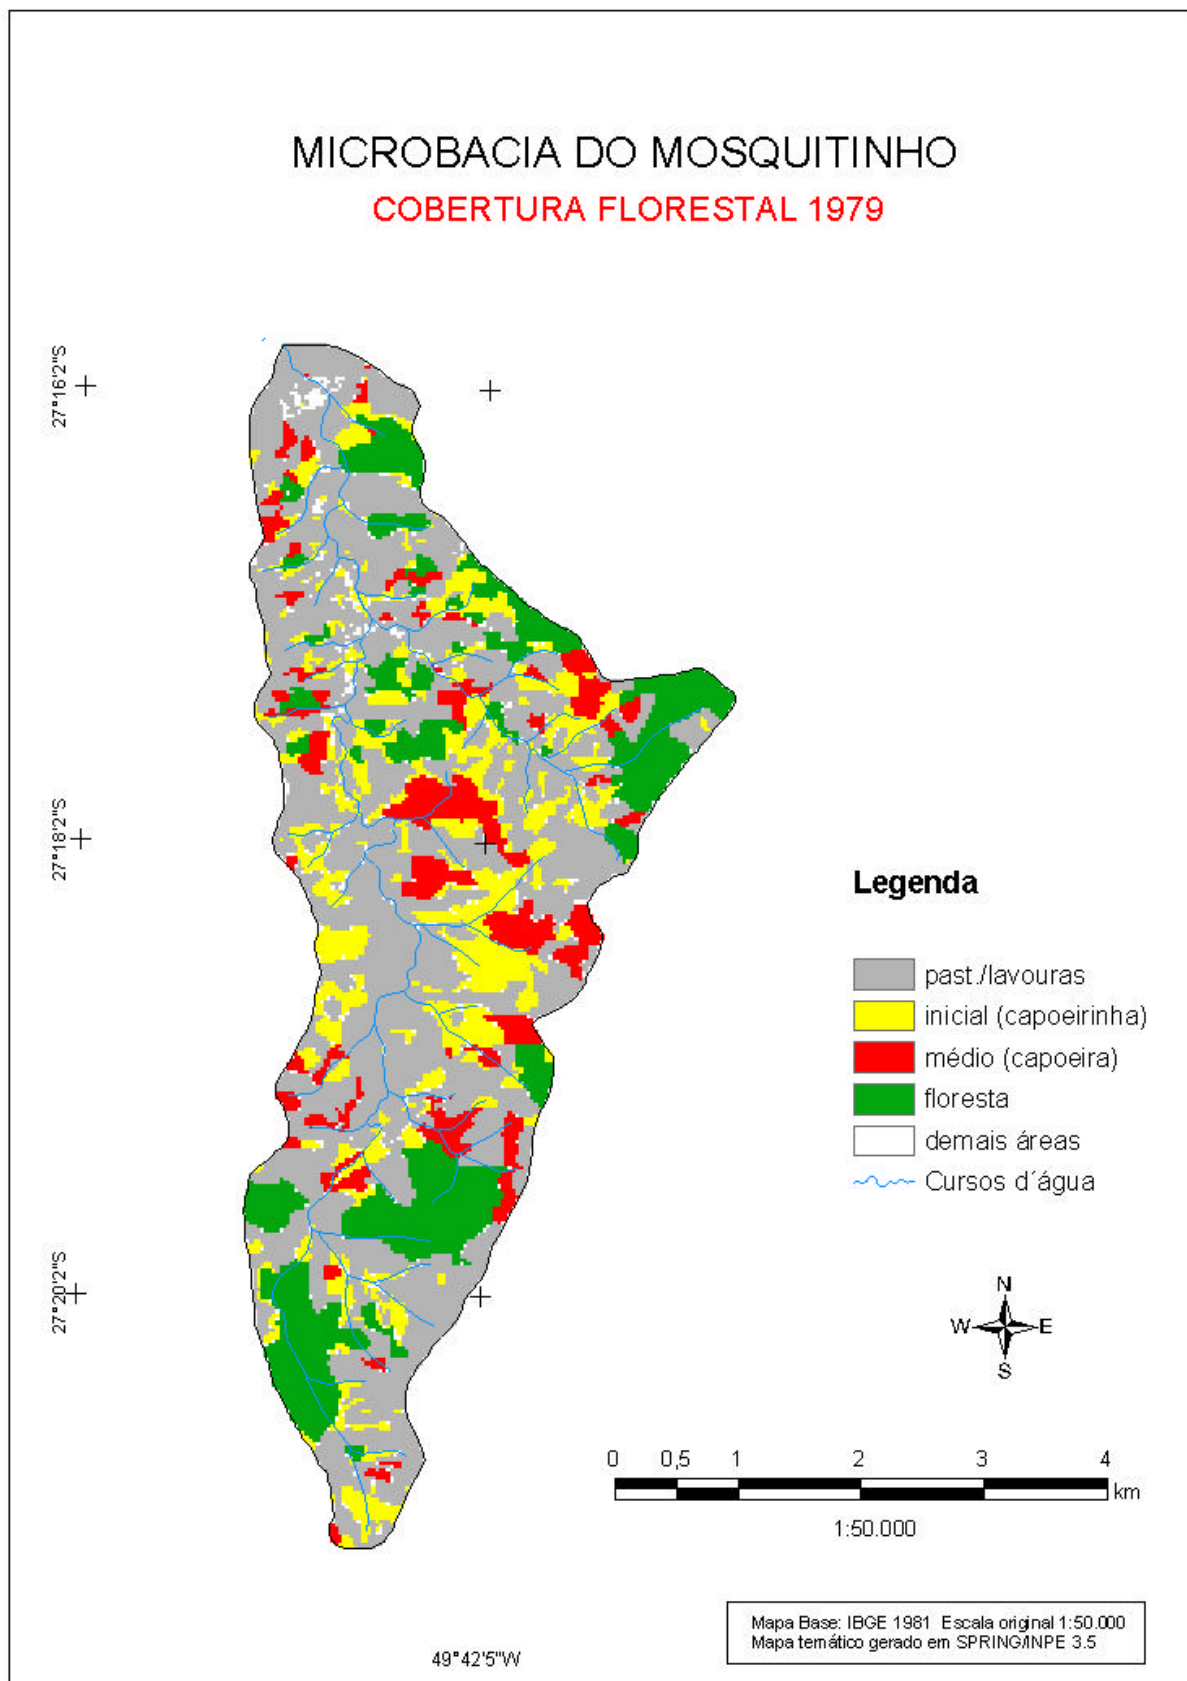 MICROBACIA DO MOSQUITINHO
COBERTURA FLORESTAL 1979
27°16'2"S
27°18'2"S
27°20'2"S
Legenda
past./lavouras
inicial (capoeirinha)
médio (capoeira)
floresta
demais áreas
Cursos d´água
N
W E
S
0 0,5 1 2 3 4
km
1:50.000
Mapa Base: IBGE 1981 Escala original 1:50.000
Mapa temático gerado em SPRING/INPE 3.5
49°42'5"W